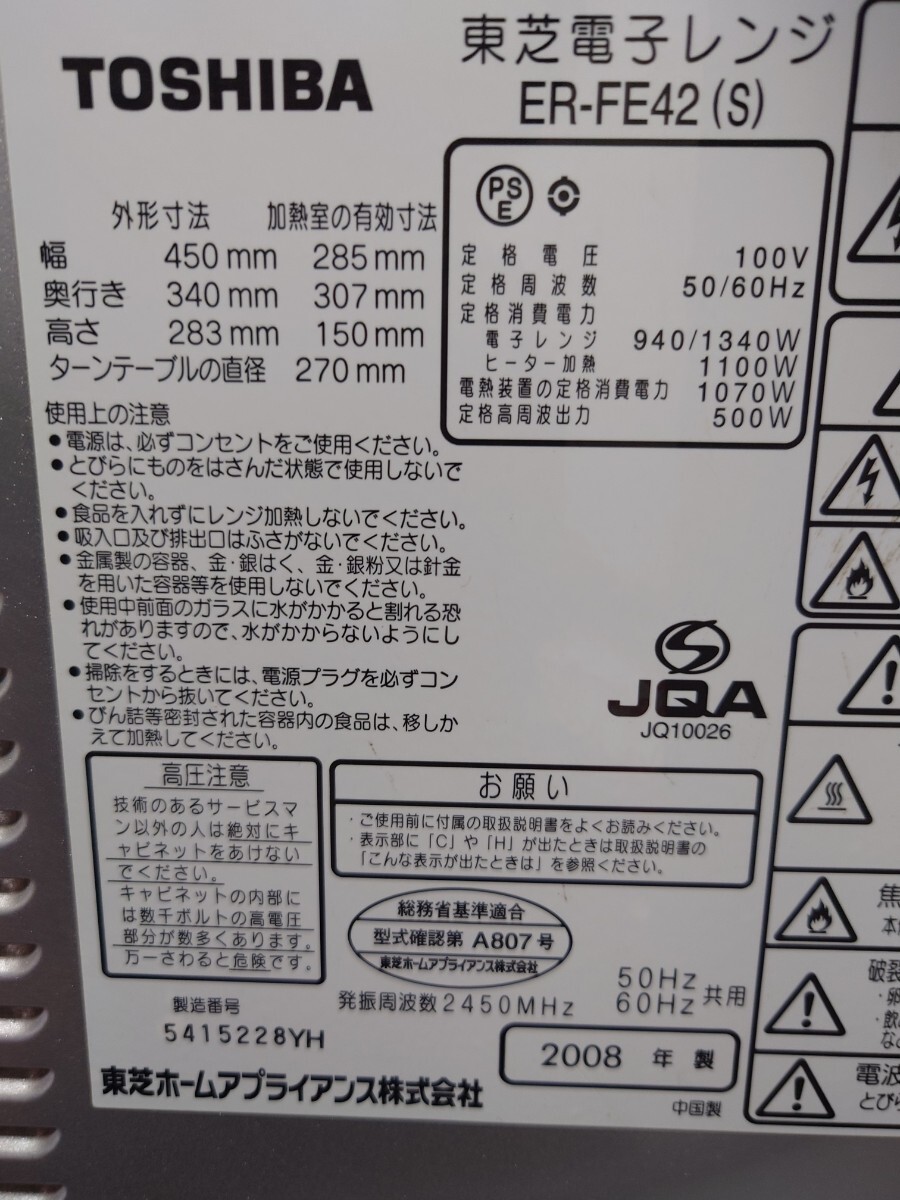 TOSHIBA
東芝電子レンジ
ER-FE42(S)
外形寸法 加熱室の有効寸法
幅 450mm 285mm
奥行き 340mm 307mm
高さ 283mm 150mm
ターンテーブルの直径 270mm
PS
E
定格電圧 100V
定格周波数 50/60Hz
定格消費電力
電子レンジ 940/1340W
ヒーター加熱 1100W
電熱装置の定格消費電力 1070W
定格高周波出力 500W
使用上の注意
●電源は、必ずコンセントをご使用ください。
●とびらにものをはさんだ状態で使用しないで
ください。
●食品を入れずにレンジ加熱しないでください。
●吸入口及び排出口はふさがないでください。
●金属製の容器、金・銀はく、金・銀粉又は針金
を用いた容器等を使用しないでください。
●使用中前面のガラスに水がかかると割れる恐
れがありますので、水がかからないようにし
てください。
●掃除をするときには、電源プラグを必ずコン
セントから抜いてください。
●びん詰等密封された容器内の食品は、移しか
えて加熱してください。
JQA
JQ10026
高圧注意
技術のあるサービスマ
ン以外の人は絶対にキ
ャビネットをあけない
でください。
キャビネットの内部に
は数千ボルトの高電圧
部分が数多くあります。
万一さわると危険です。
お願い
・ご使用前に付属の取扱説明書をよくお読みください。
・表示部に「C」や「H」が出たときは取扱説明書の
「こんな表示が出たときは」を参照ください。
総務省基準適合
型式確認第 A807号
東芝ホームアプライアンス株式会社
発振周波数2450MHz 50Hz
60Hz 共用
製造番号
5415228YH
2008 年 製
東芝ホームアプライアンス株式会社
中国製
焦
本
破裂
・卵
・飲
など
電波
とびら